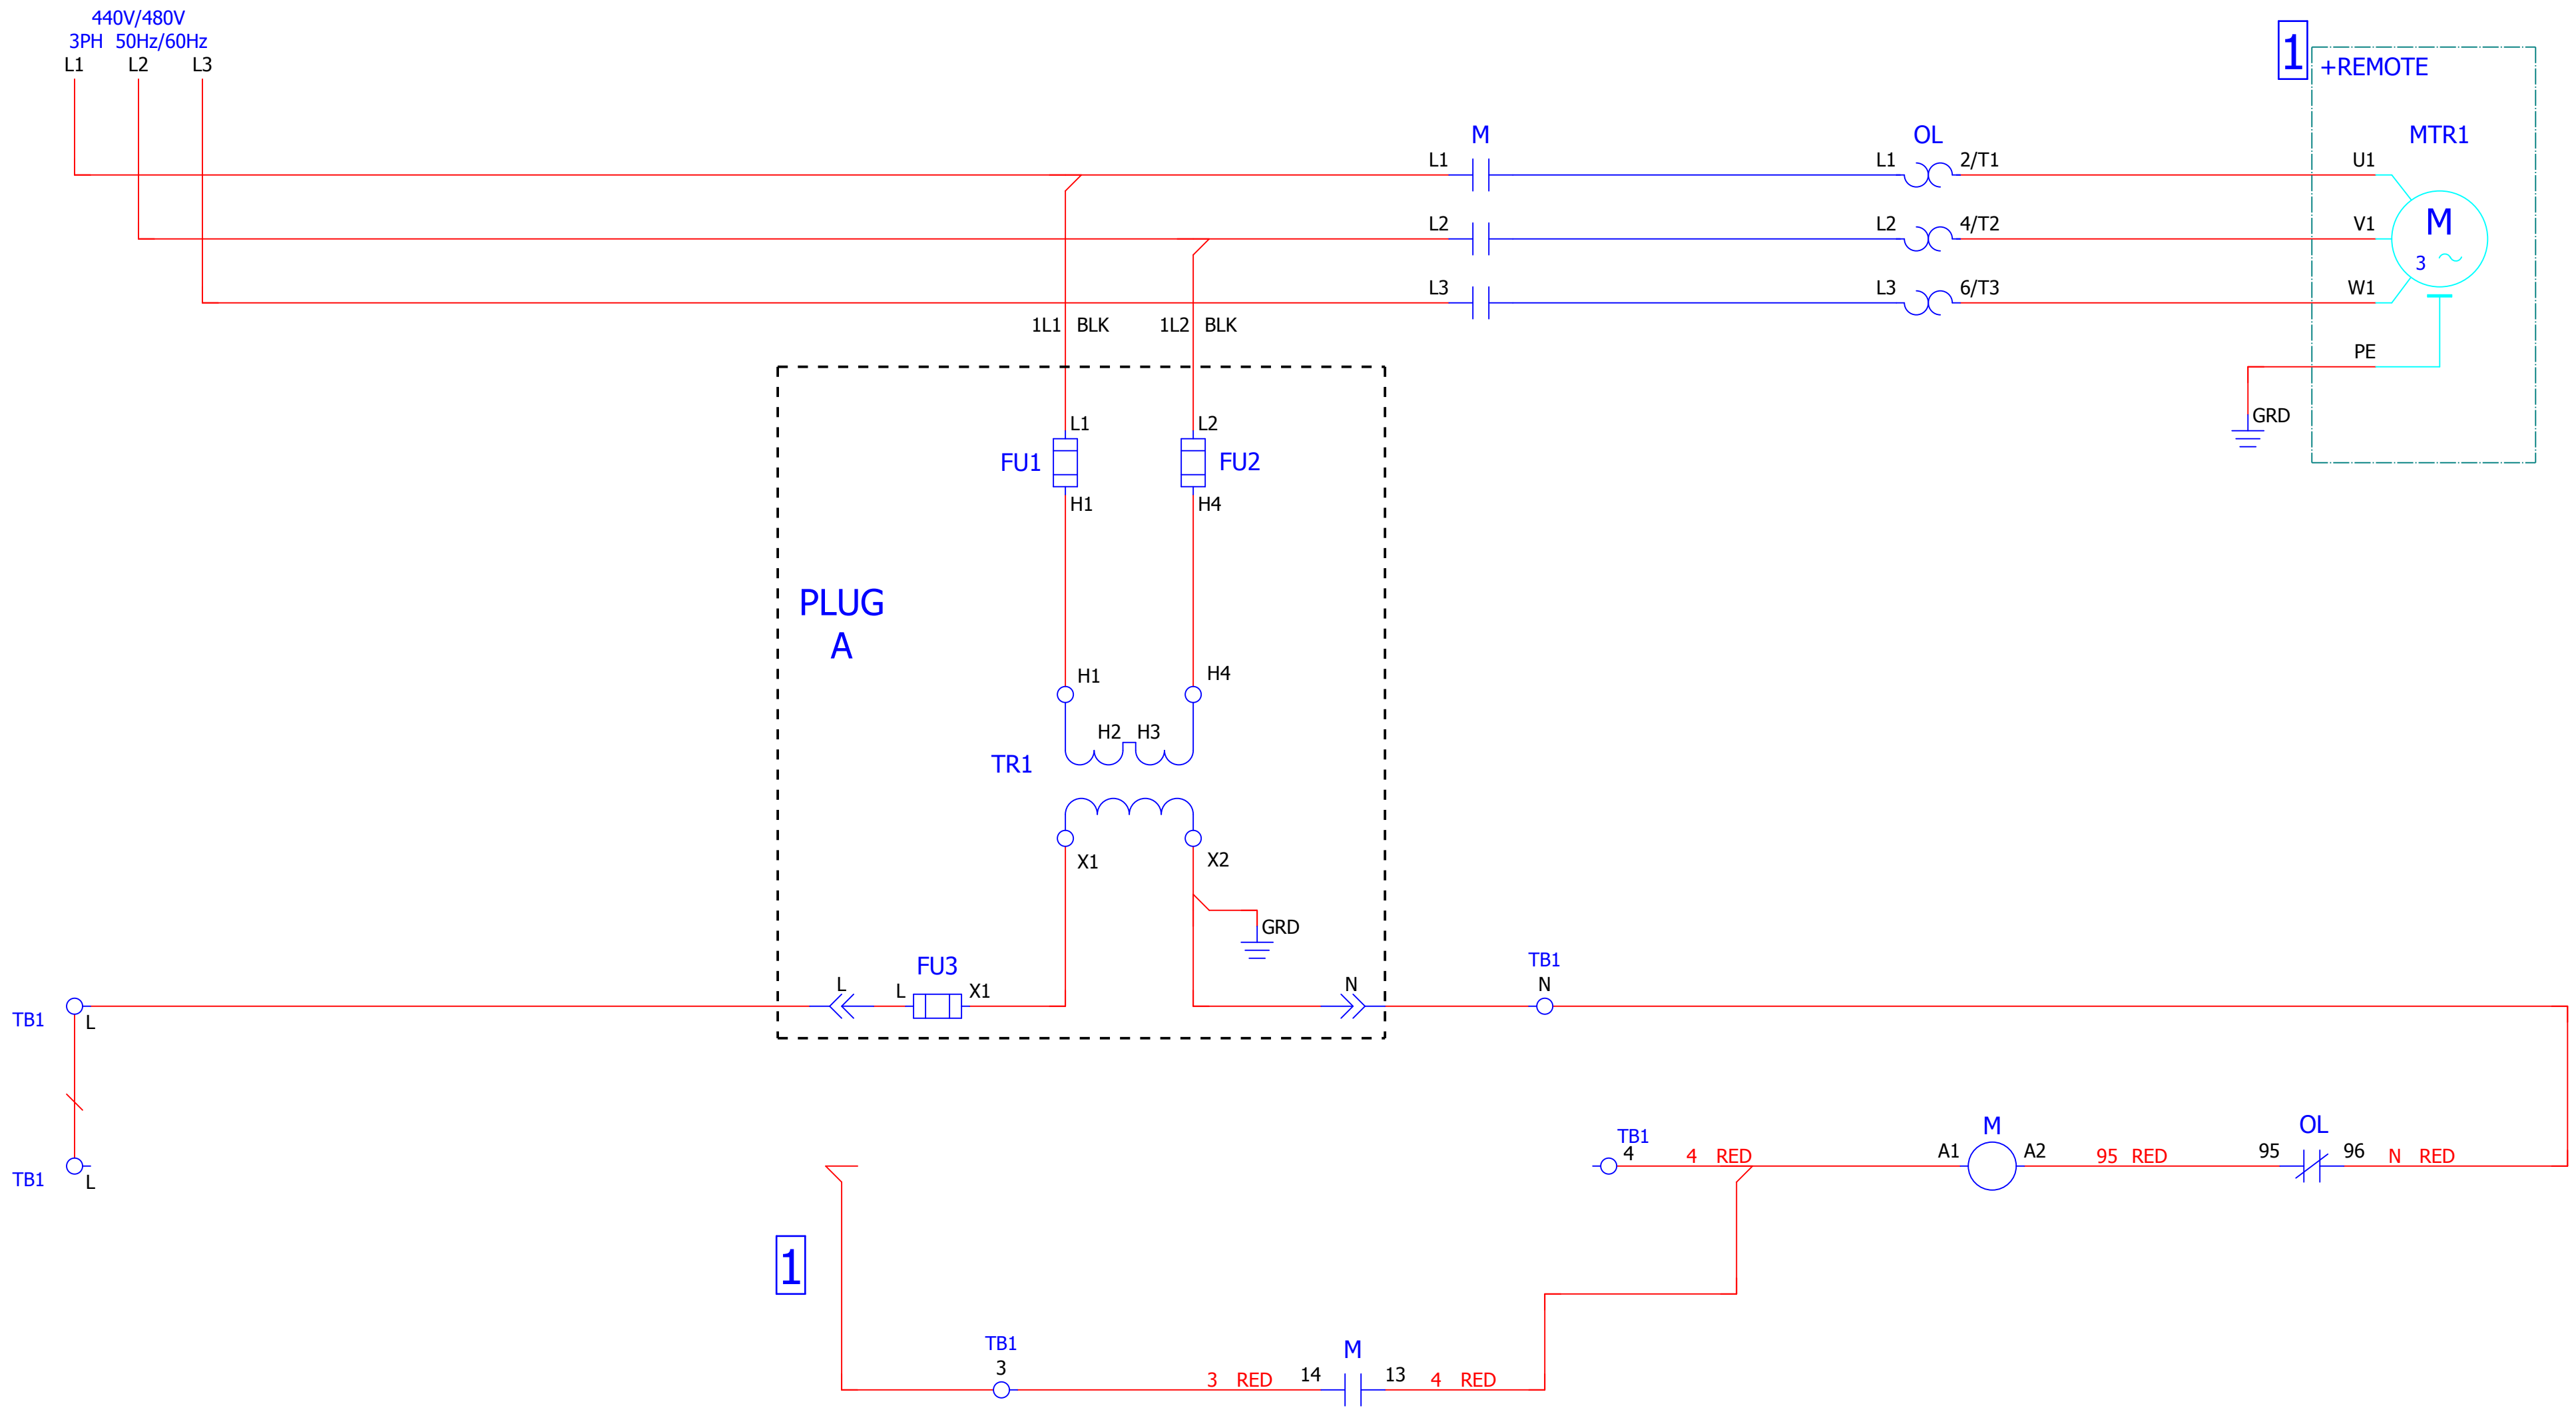 440V/480V
3PH 50Hz/60Hz
L1 L2 L3
1
+REMOTE
M OL MTR1
L1 L1 2/T1 U1
L2 L2 4/T2 V1
M
3
L3 L3 6/T3 W1
1L1 BLK 1L2 BLK
PE
GRD
L1 L2
FU1 FU2
H1 H4
PLUG
A
H1 H4
H2 H3
TR1
X1 X2
GRD
FU3
L L X1 N
TB1
N
TB1 L
TB1
4
4 RED
M
A1 A2
95 RED
OL
95 96
N RED
TB1 L
1
TB1
3
3 RED
M
14 13
4 RED